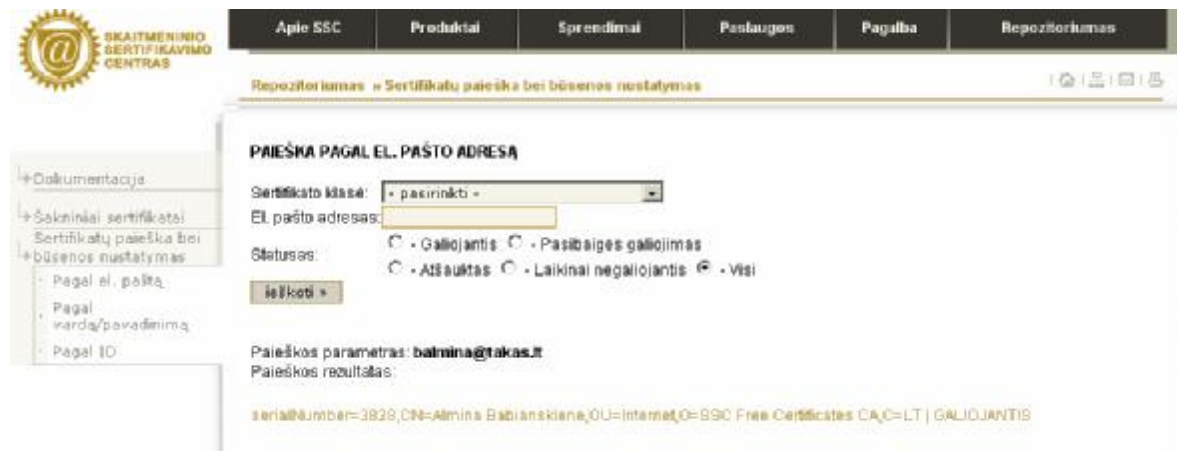 SKAITMENINIO
SERTIFIKAVIMO
CENTRAS
Apie SSC Produktai Sprendimai Paslaugos Pagalba Repozitoriumas
Repozitoriumas » Sertifikatų paieška bei būsenos nustatymas
PAIEŠKA PAGAL EL. PAŠTO ADRESĄ
Sertifikato klasė: - pasirinkti -
El. pašto adresas:
Statusas: - Galiojantis - Pasibaigęs galiojimas
- Atšauktas - Laikinai negaliojantis - Visi
ieškoti »
Paieškos parametras: balmina@takas.lt
Paieškos rezultatas:
serialNumber=3828,CN=Almina Babianskiene,OU=Internet,O=SSC Free Certificates CA,C=LT | GALIOJANTIS
Dokumentacija
Šakniniai sertifikatai
Sertifikatų paieška bei
būsenos nustatymas
- Pagal el. paštą
- Pagal
vardą/pavadinimą
- Pagal ID